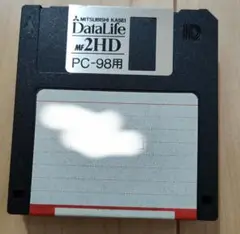 MITSUBISHI KASEI
DataLife
MF2HD
PC-98用